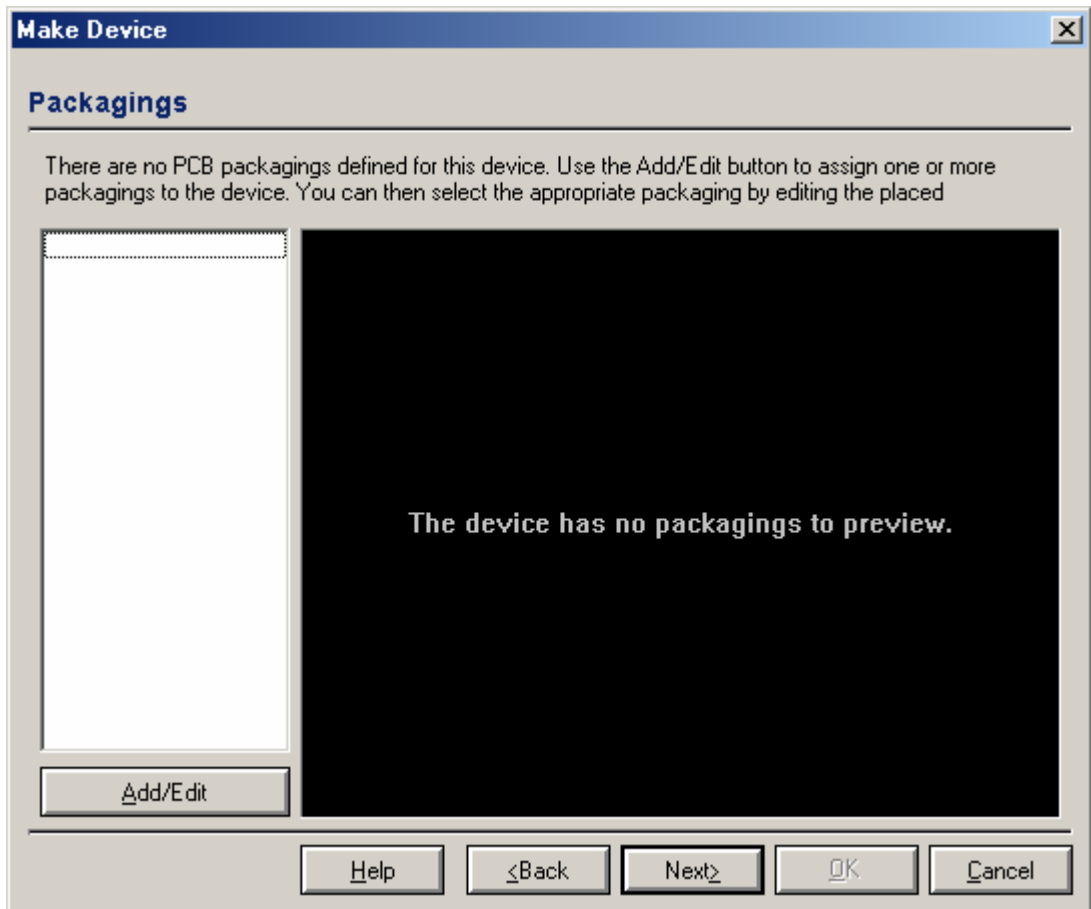 Make Device
Packagings
There are no PCB packagings defined for this device. Use the Add/Edit button to assign one or more
packagings to the device. You can then select the appropriate packaging by editing the placed
The device has no packagings to preview.
Add/Edit
Help
<Back
Next>
OK
Cancel